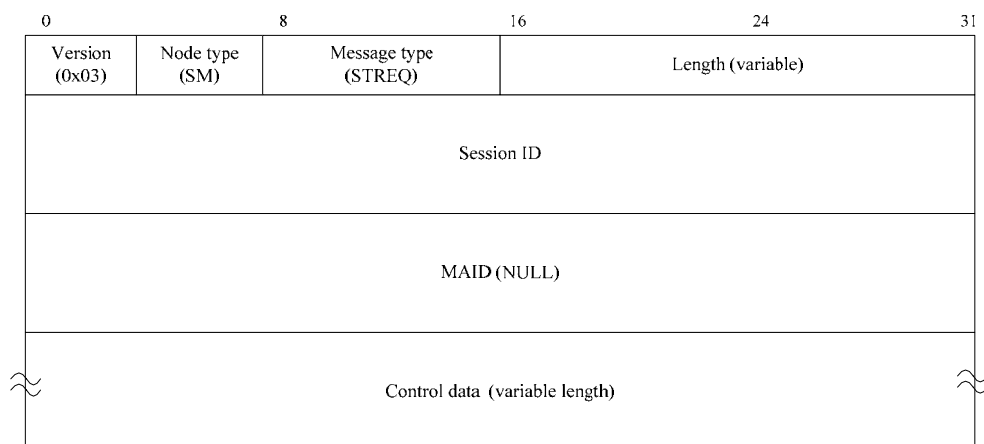 0 8 16 24 31
Version Node type Message type Length (variable)
(0x03) (SM) (STREQ)
Session ID
MAID (NULL)
Control data (variable length)